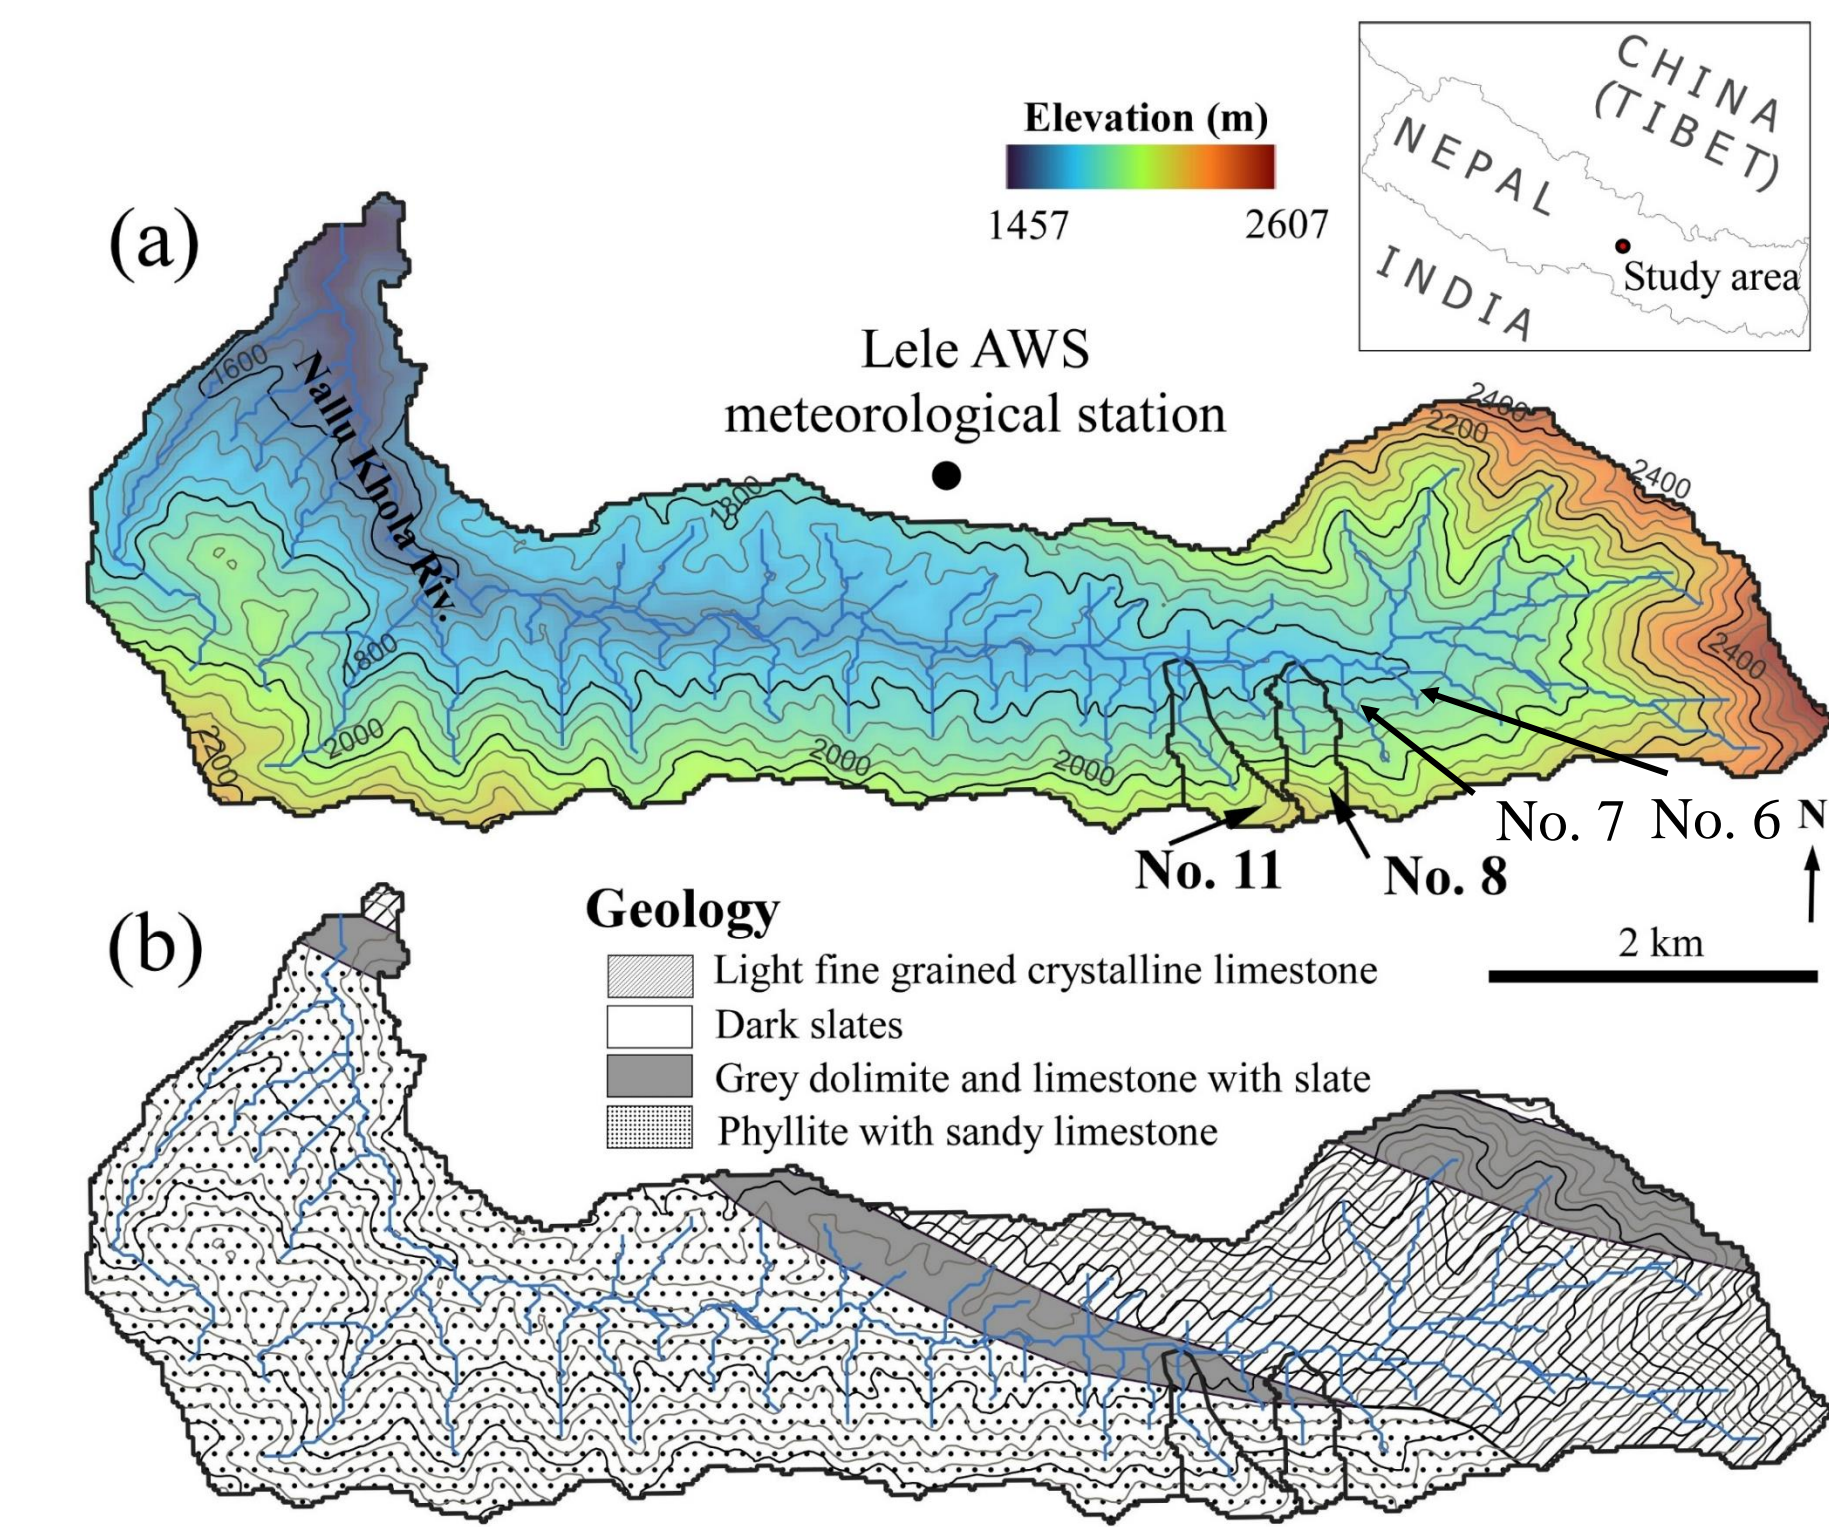 CHINA
(TIBET)
NEPAL
INDIA
Study area
Elevation (m)
1457
2607
(a)
Lele AWS
meteorological station
1600
Nallu Khola Riv.
1800
2400
2200
2400
2400
1800
2000
2200
2000
2000
No. 7
No. 6
N
No. 11
No. 8
2 km
(b)
Geology
Light fine grained crystalline limestone
Dark slates
Grey dolimite and limestone with slate
Phyllite with sandy limestone